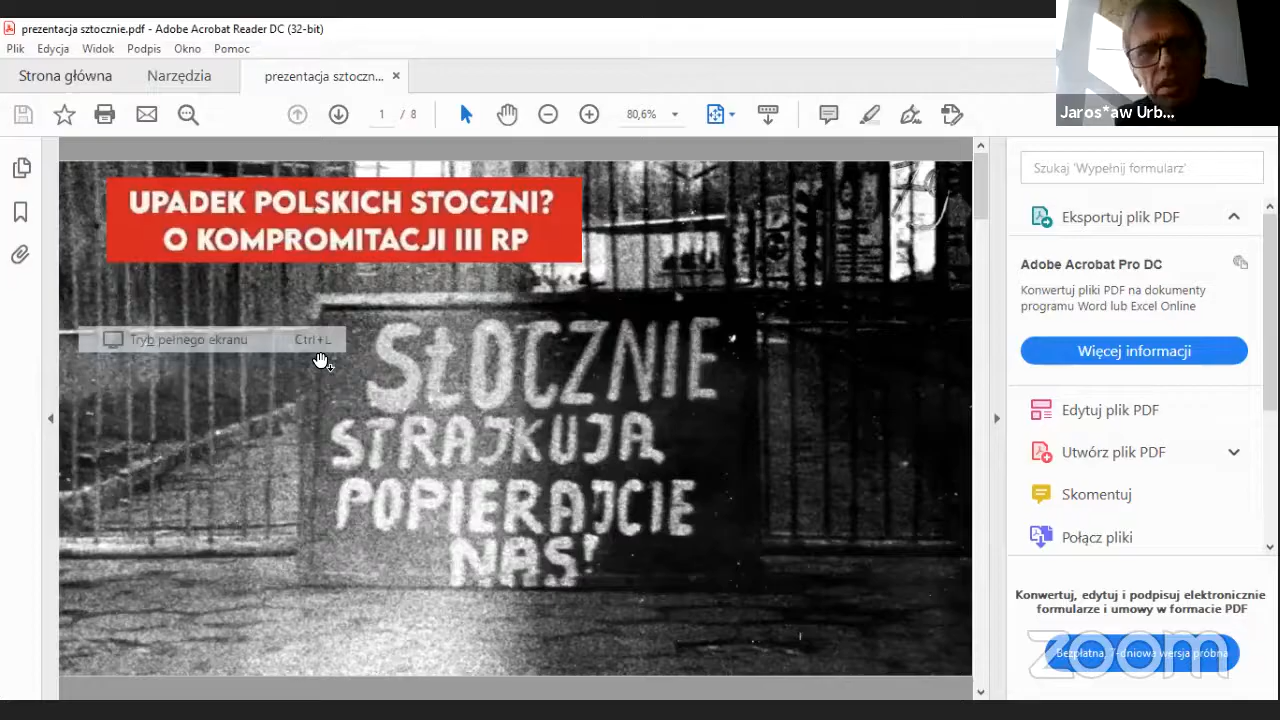 prezentacja sztocznie.pdf - Adobe Acrobat Reader DC (32-bit)
Plik Edycja Widok Podpis Okno Pomoc
Strona główna Narzędzia prezentacja sztoczn... ×
1 / 8 80,6%
Jaros*aw Urb...
UPADEK POLSKICH STOCZNI?
O KOMPROMITACJI III RP
Tryb pełnego ekranu Ctrl+L
STOCZNIE
STRAJKUJĄ
POPIERAJCIE
NAS!
Szukaj 'Wypełnij formularz'
Eksportuj plik PDF
Adobe Acrobat Pro DC
Konwertuj pliki PDF na dokumenty
programu Word lub Excel Online
Więcej informacji
Edytuj plik PDF
Utwórz plik PDF
Skomentuj
Połącz pliki
Konwertuj, edytuj i podpisuj elektronicznie
formularze i umowy w formacie PDF
Bezpłatna, 7-dniowa wersja próbna
zoom